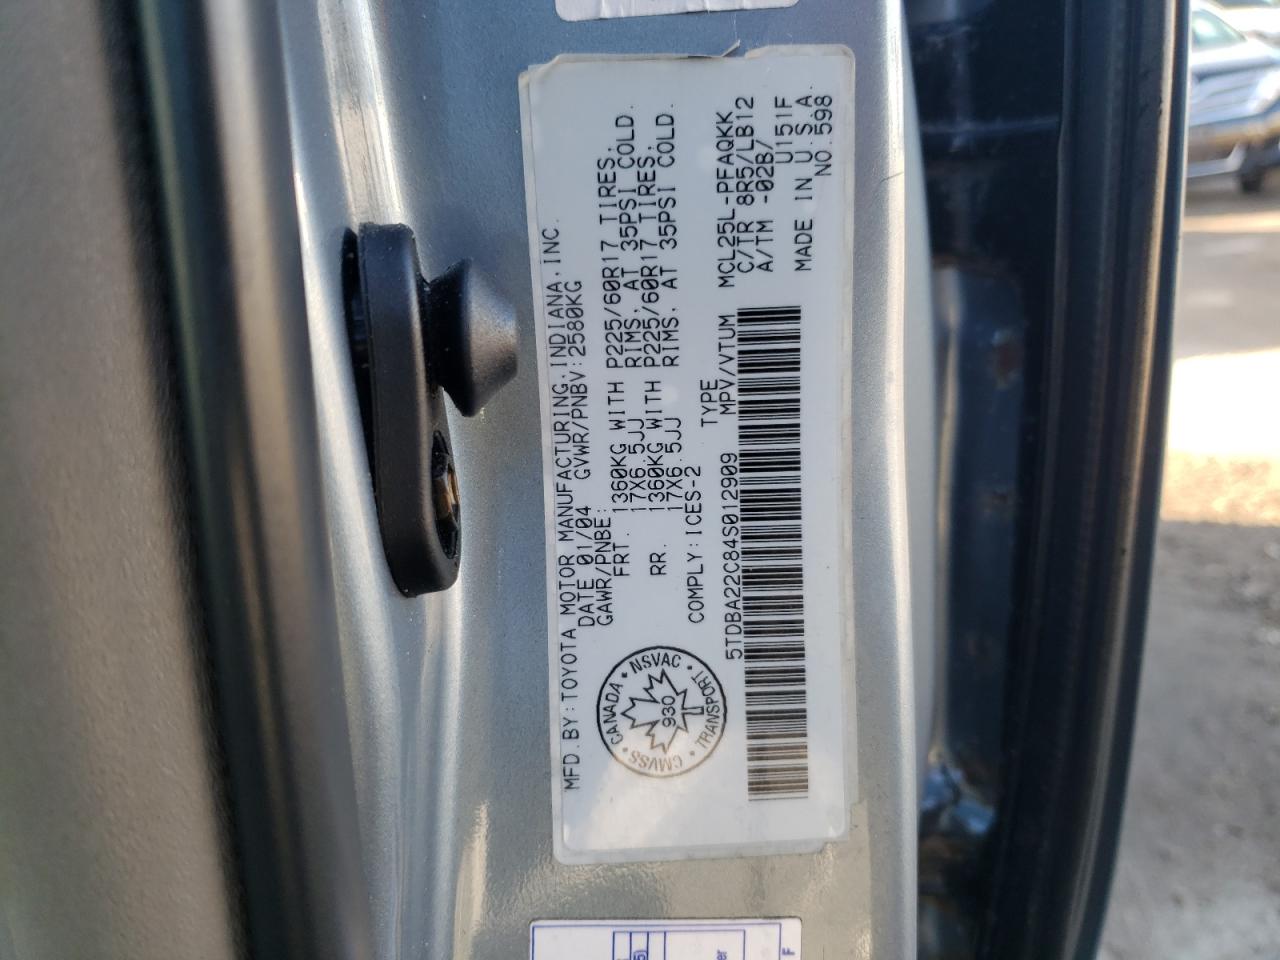 MFD.BY:TOYOTA MOTOR MANUFACTURING,INDIANA,INC.
DATE 01/04 GVWR/PNBV:2580KG
GAWR/PNBE:
FRT. 1360KG WITH P225/60R17 TIRES,
17X6.5JJ RIMS, AT 35PSI COLD.
RR. 1360KG WITH P225/60R17 TIRES,
17X6.5JJ RIMS, AT 35PSI COLD.
COMPLY:ICES-2 TYPE
5TDBA22C84S012909 MPV/VTUM MCL25L-PFAQKK
C/TR 8R5/LB12
A/TM -02B/
U151F
MADE IN U.S.A.
NO.598
CANADA · NSVAC · TRANSPORT · CMVSS ·
930